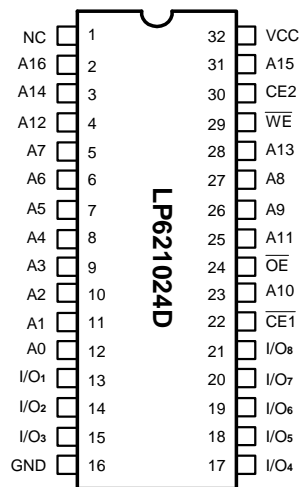 NC 1 32 VCC
A16 2 31 A15
A14 3 30 CE2
A12 4 29 W̅E̅
A7 5 28 A13
A6 6 27 A8
A5 7 26 A9
A4 8 25 A11
A3 9 24 O̅E̅
A2 10 23 A10
A1 11 22 C̅E̅1̅
A0 12 21 I/O₈
I/O₁ 13 20 I/O₇
I/O₂ 14 19 I/O₆
I/O₃ 15 18 I/O₅
GND 16 17 I/O₄
LP621024D